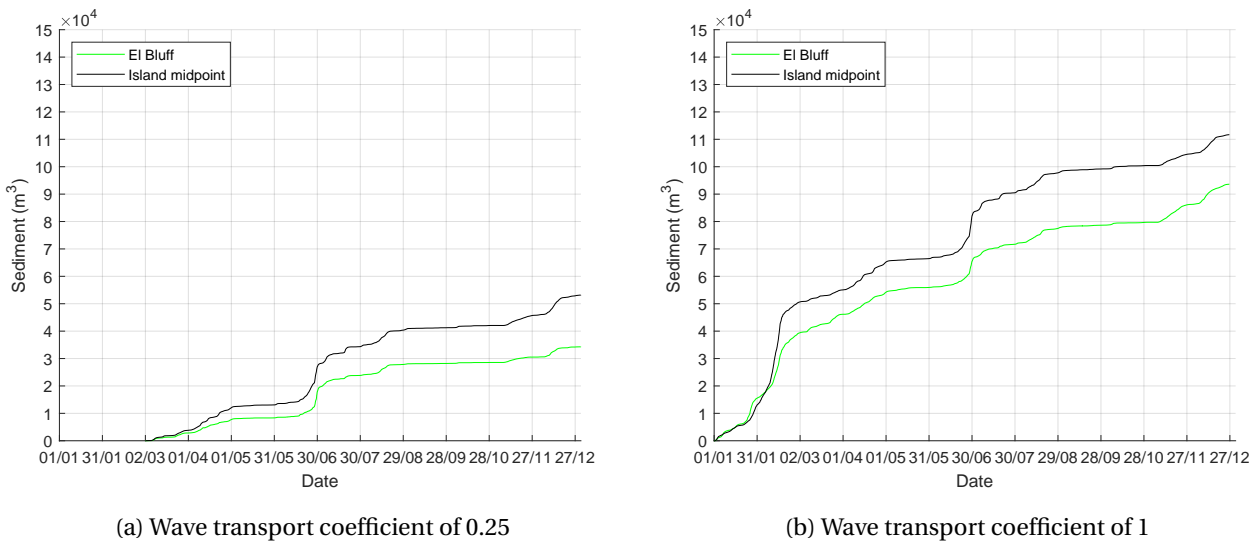 ×10⁴
15
14
13
12
11
10
9
8
7
6
5
4
3
2
1
0
Sediment (m³)
El Bluff
Island midpoint
01/01 31/01 02/03 01/04 01/05 31/05 30/06 30/07 29/08 28/09 28/10 27/11 27/12
Date
(a) Wave transport coefficient of 0.25
×10⁴
15
14
13
12
11
10
9
8
7
6
5
4
3
2
1
0
Sediment (m³)
El Bluff
Island midpoint
01/01 31/01 02/03 01/04 01/05 31/05 30/06 30/07 29/08 28/09 28/10 27/11 27/12
Date
(b) Wave transport coefficient of 1